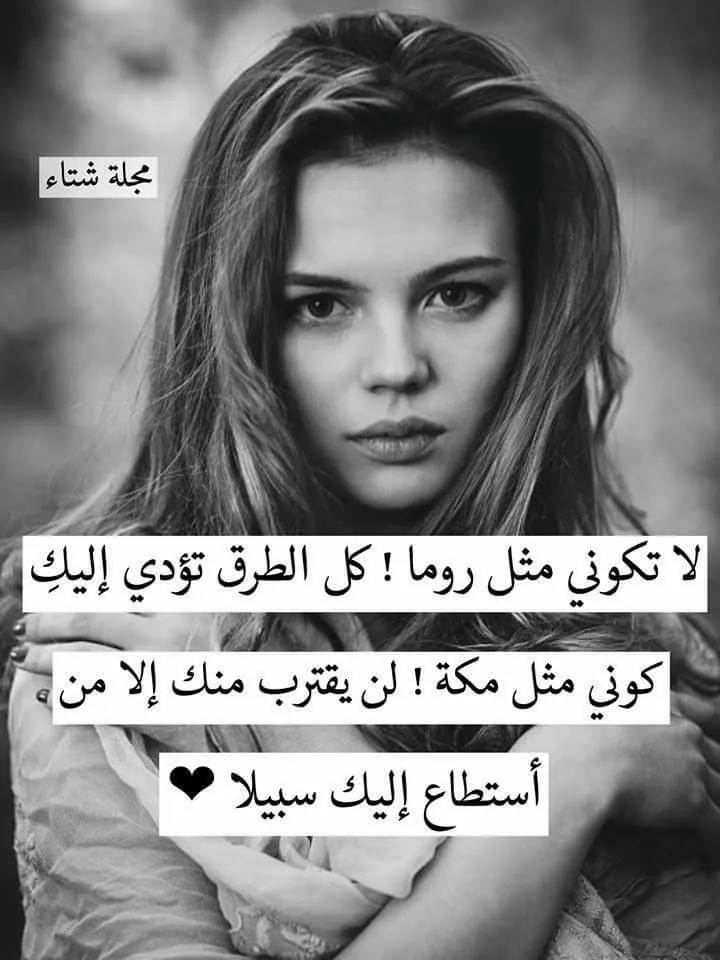 مجلة شتاء
لا تكوني مثل روما ! كل الطرق تؤدي إليكِ
كوني مثل مكة ! لن يقترب منك إلا من
أستطاع إليك سبيلا ❤